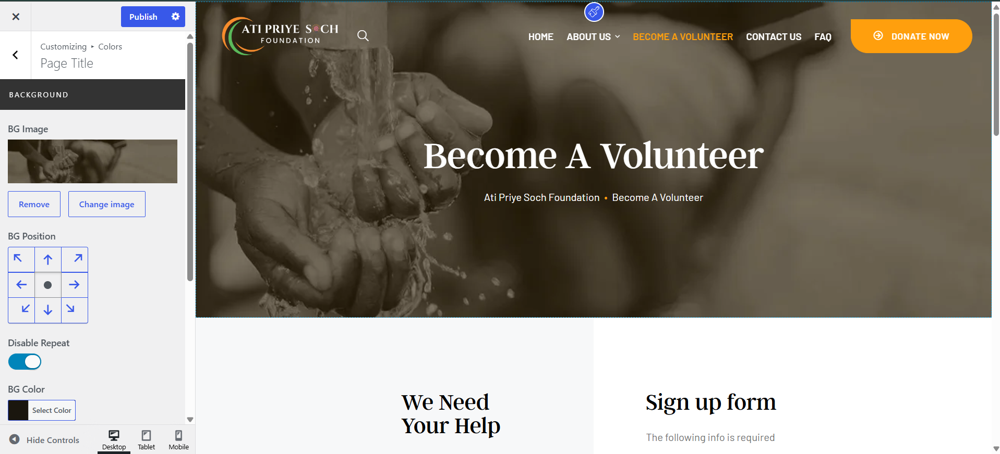 Publish
Customizing ▸ Colors
Page Title
BACKGROUND
BG Image
Remove
Change image
BG Position
Disable Repeat
BG Color
Select Color
Hide Controls
Desktop
Tablet
Mobile
ATI PRIYE SOCH
FOUNDATION
HOME
ABOUT US
BECOME A VOLUNTEER
CONTACT US
FAQ
DONATE NOW
Become A Volunteer
Ati Priye Soch Foundation • Become A Volunteer
We Need
Your Help
Sign up form
The following info is required